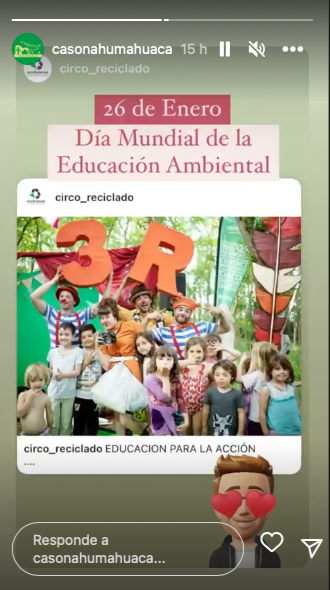 casonahumahuaca 15 h
circo_reciclado
26 de Enero
Día Mundial de la
Educación Ambiental
circo_reciclado
3 R
circo_reciclado EDUCACION PARA LA ACCIÓN
....
Responde a
casonahumahuaca...